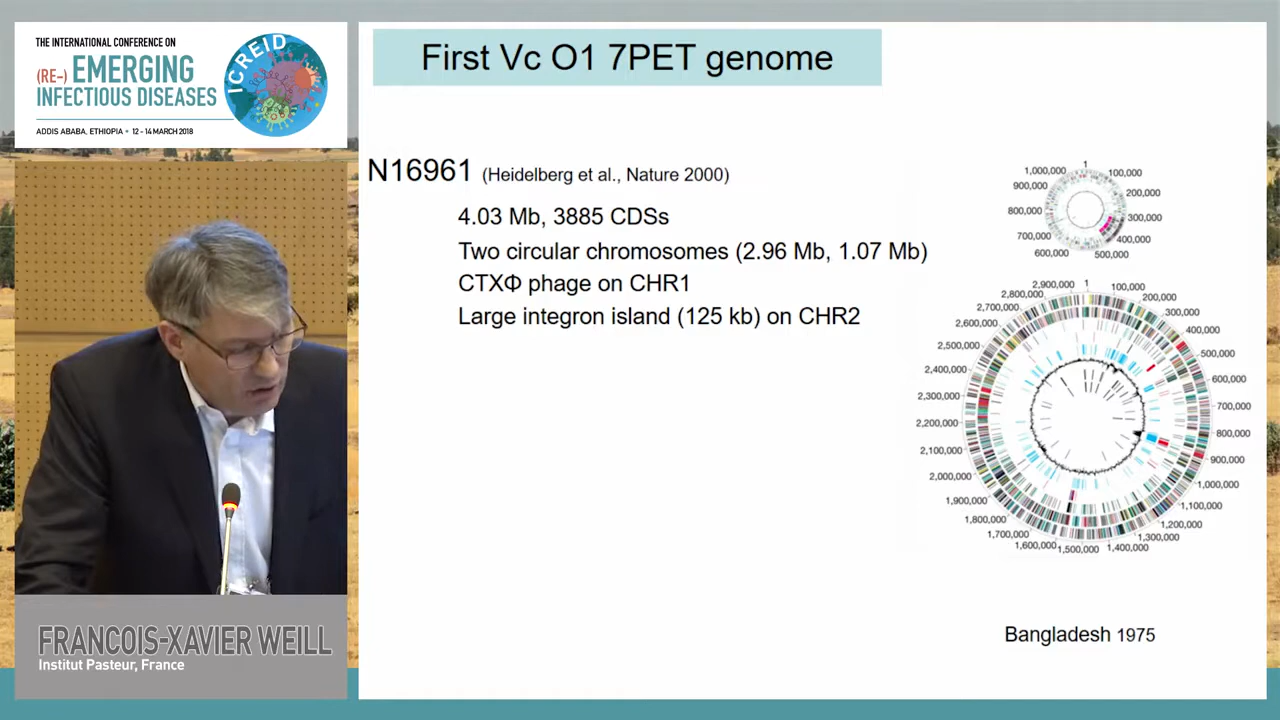 THE INTERNATIONAL CONFERENCE ON
(RE-) EMERGING
INFECTIOUS DISEASES
ADDIS ABABA, ETHIOPIA • 12 - 14 MARCH 2018
ICREID
First Vc O1 7PET genome
N16961 (Heidelberg et al., Nature 2000)
4.03 Mb, 3885 CDSs
Two circular chromosomes (2.96 Mb, 1.07 Mb)
CTXΦ phage on CHR1
Large integron island (125 kb) on CHR2
1
100,000
200,000
300,000
400,000
500,000
600,000
700,000
800,000
900,000
1,000,000
1
100,000
200,000
300,000
400,000
500,000
600,000
700,000
800,000
900,000
1,000,000
1,100,000
1,200,000
1,300,000
1,400,000
1,500,000
1,600,000
1,700,000
1,800,000
1,900,000
2,000,000
2,100,000
2,200,000
2,300,000
2,400,000
2,500,000
2,600,000
2,700,000
2,800,000
2,900,000
Bangladesh 1975
FRANCOIS-XAVIER WEILL
Institut Pasteur, France